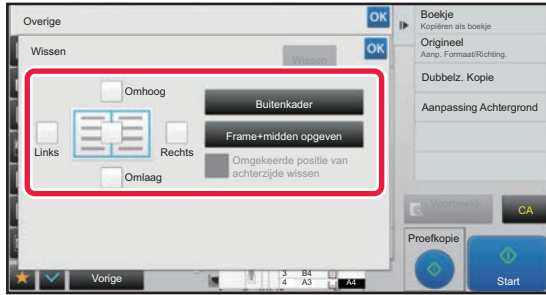 Overige
OK
Wissen
Wissen
OK
Omhoog
Links
Rechts
Omlaag
Buitenkader
Frame+midden opgeven
Omgekeerde positie van
achterzijde wissen
Vorige
3 B4
4 A3
A4
Boekje
Kopiëren als boekje
Origineel
Aanp. Formaat/Richting.
Dubbelz. Kopie
Aanpassing Achtergrond
Voorbeeld-
CA
Proefkopie
Start